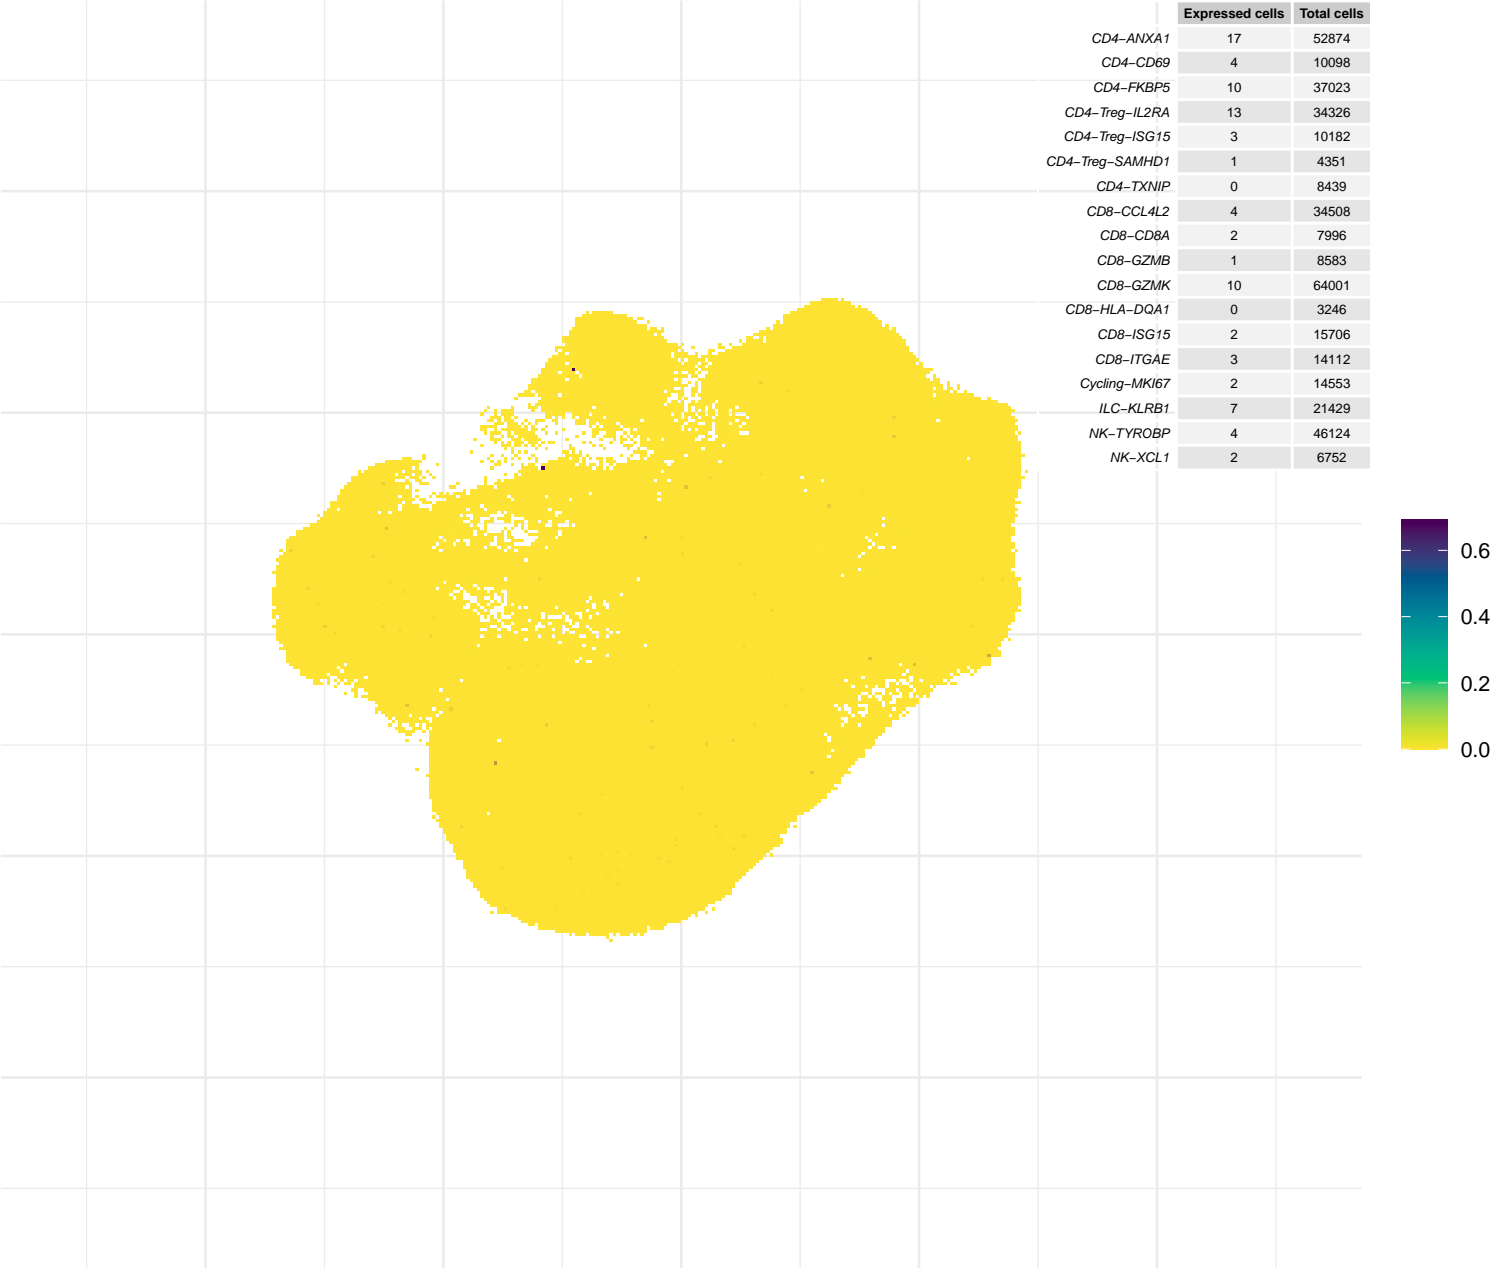 Expressed cells Total cells
CD4−ANXA1 17 52874
CD4−CD69 4 10098
CD4−FKBP5 10 37023
CD4−Treg−IL2RA 13 34326
CD4−Treg−ISG15 3 10182
CD4−Treg−SAMHD1 1 4351
CD4−TXNIP 0 8439
CD8−CCL4L2 4 34508
CD8−CD8A 2 7996
CD8−GZMB 1 8583
CD8−GZMK 10 64001
CD8−HLA−DQA1 0 3246
CD8−ISG15 2 15706
CD8−ITGAE 3 14112
Cycling−MKI67 2 14553
ILC−KLRB1 7 21429
NK−TYROBP 4 46124
NK−XCL1 2 6752
0.6
0.4
0.2
0.0